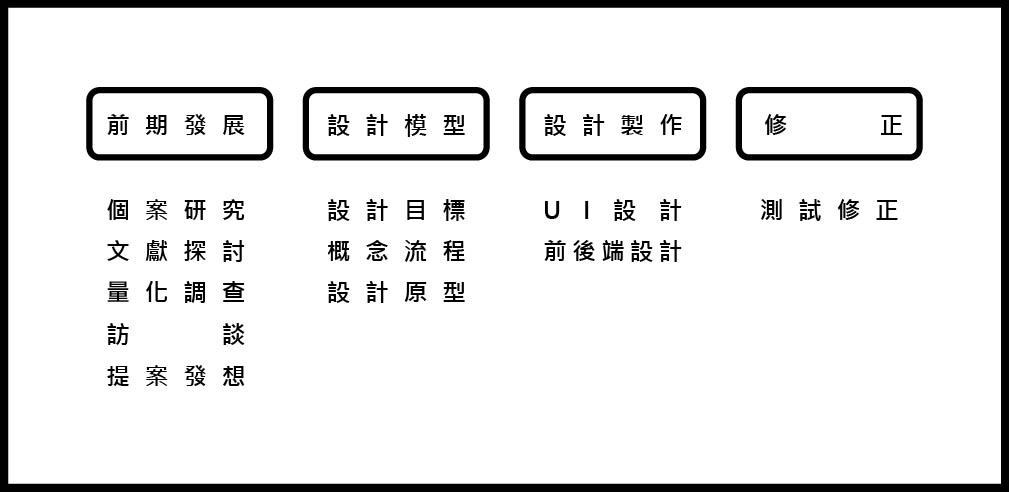 前期發展
個案研究
文獻探討
量化調查
訪談
提案發想
設計模型
設計目標
概念流程
設計原型
設計製作
UI設計
前後端設計
修正
測試修正